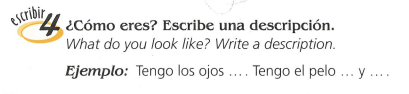 escribir 4 ¿Cómo eres? Escribe una descripción.
What do you look like? Write a description.
Ejemplo: Tengo los ojos .... Tengo el pelo ... y ....